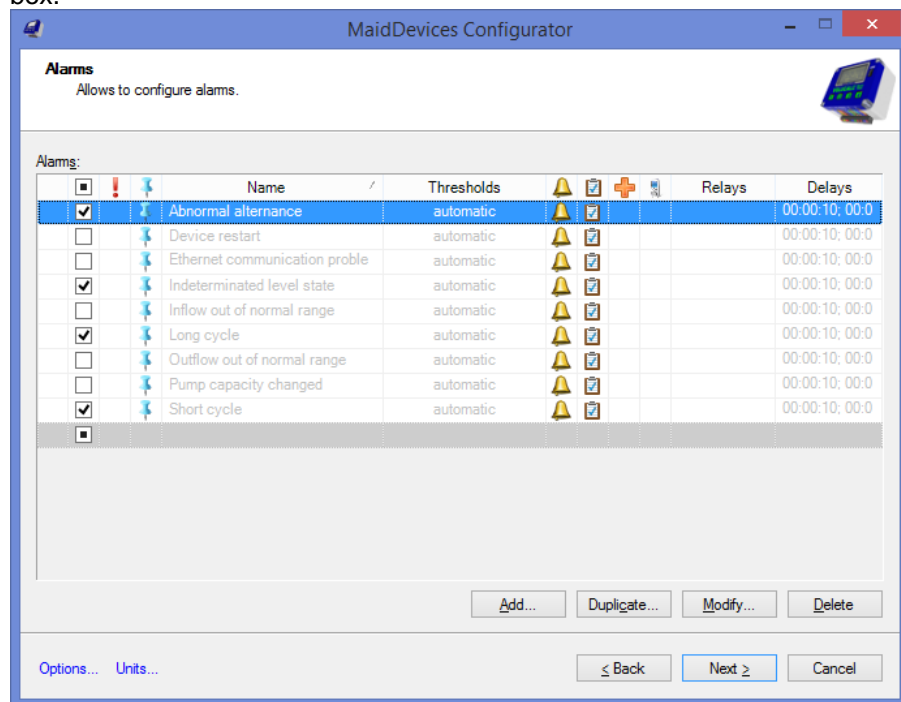 box.
MaidDevices Configurator
Alarms
Allows to configure alarms.
Alarms:
Name Thresholds Relays Delays
Abnormal alternance automatic 00:00:10; 00:0
Device restart automatic 00:00:10; 00:0
Ethernet communication proble automatic 00:00:10; 00:0
Indeterminated level state automatic 00:00:10; 00:0
Inflow out of normal range automatic 00:00:10; 00:0
Long cycle automatic 00:00:10; 00:0
Outflow out of normal range automatic 00:00:10; 00:0
Pump capacity changed automatic 00:00:10; 00:0
Short cycle automatic 00:00:10; 00:0
Add... Duplicate... Modify... Delete
Options... Units... < Back Next > Cancel